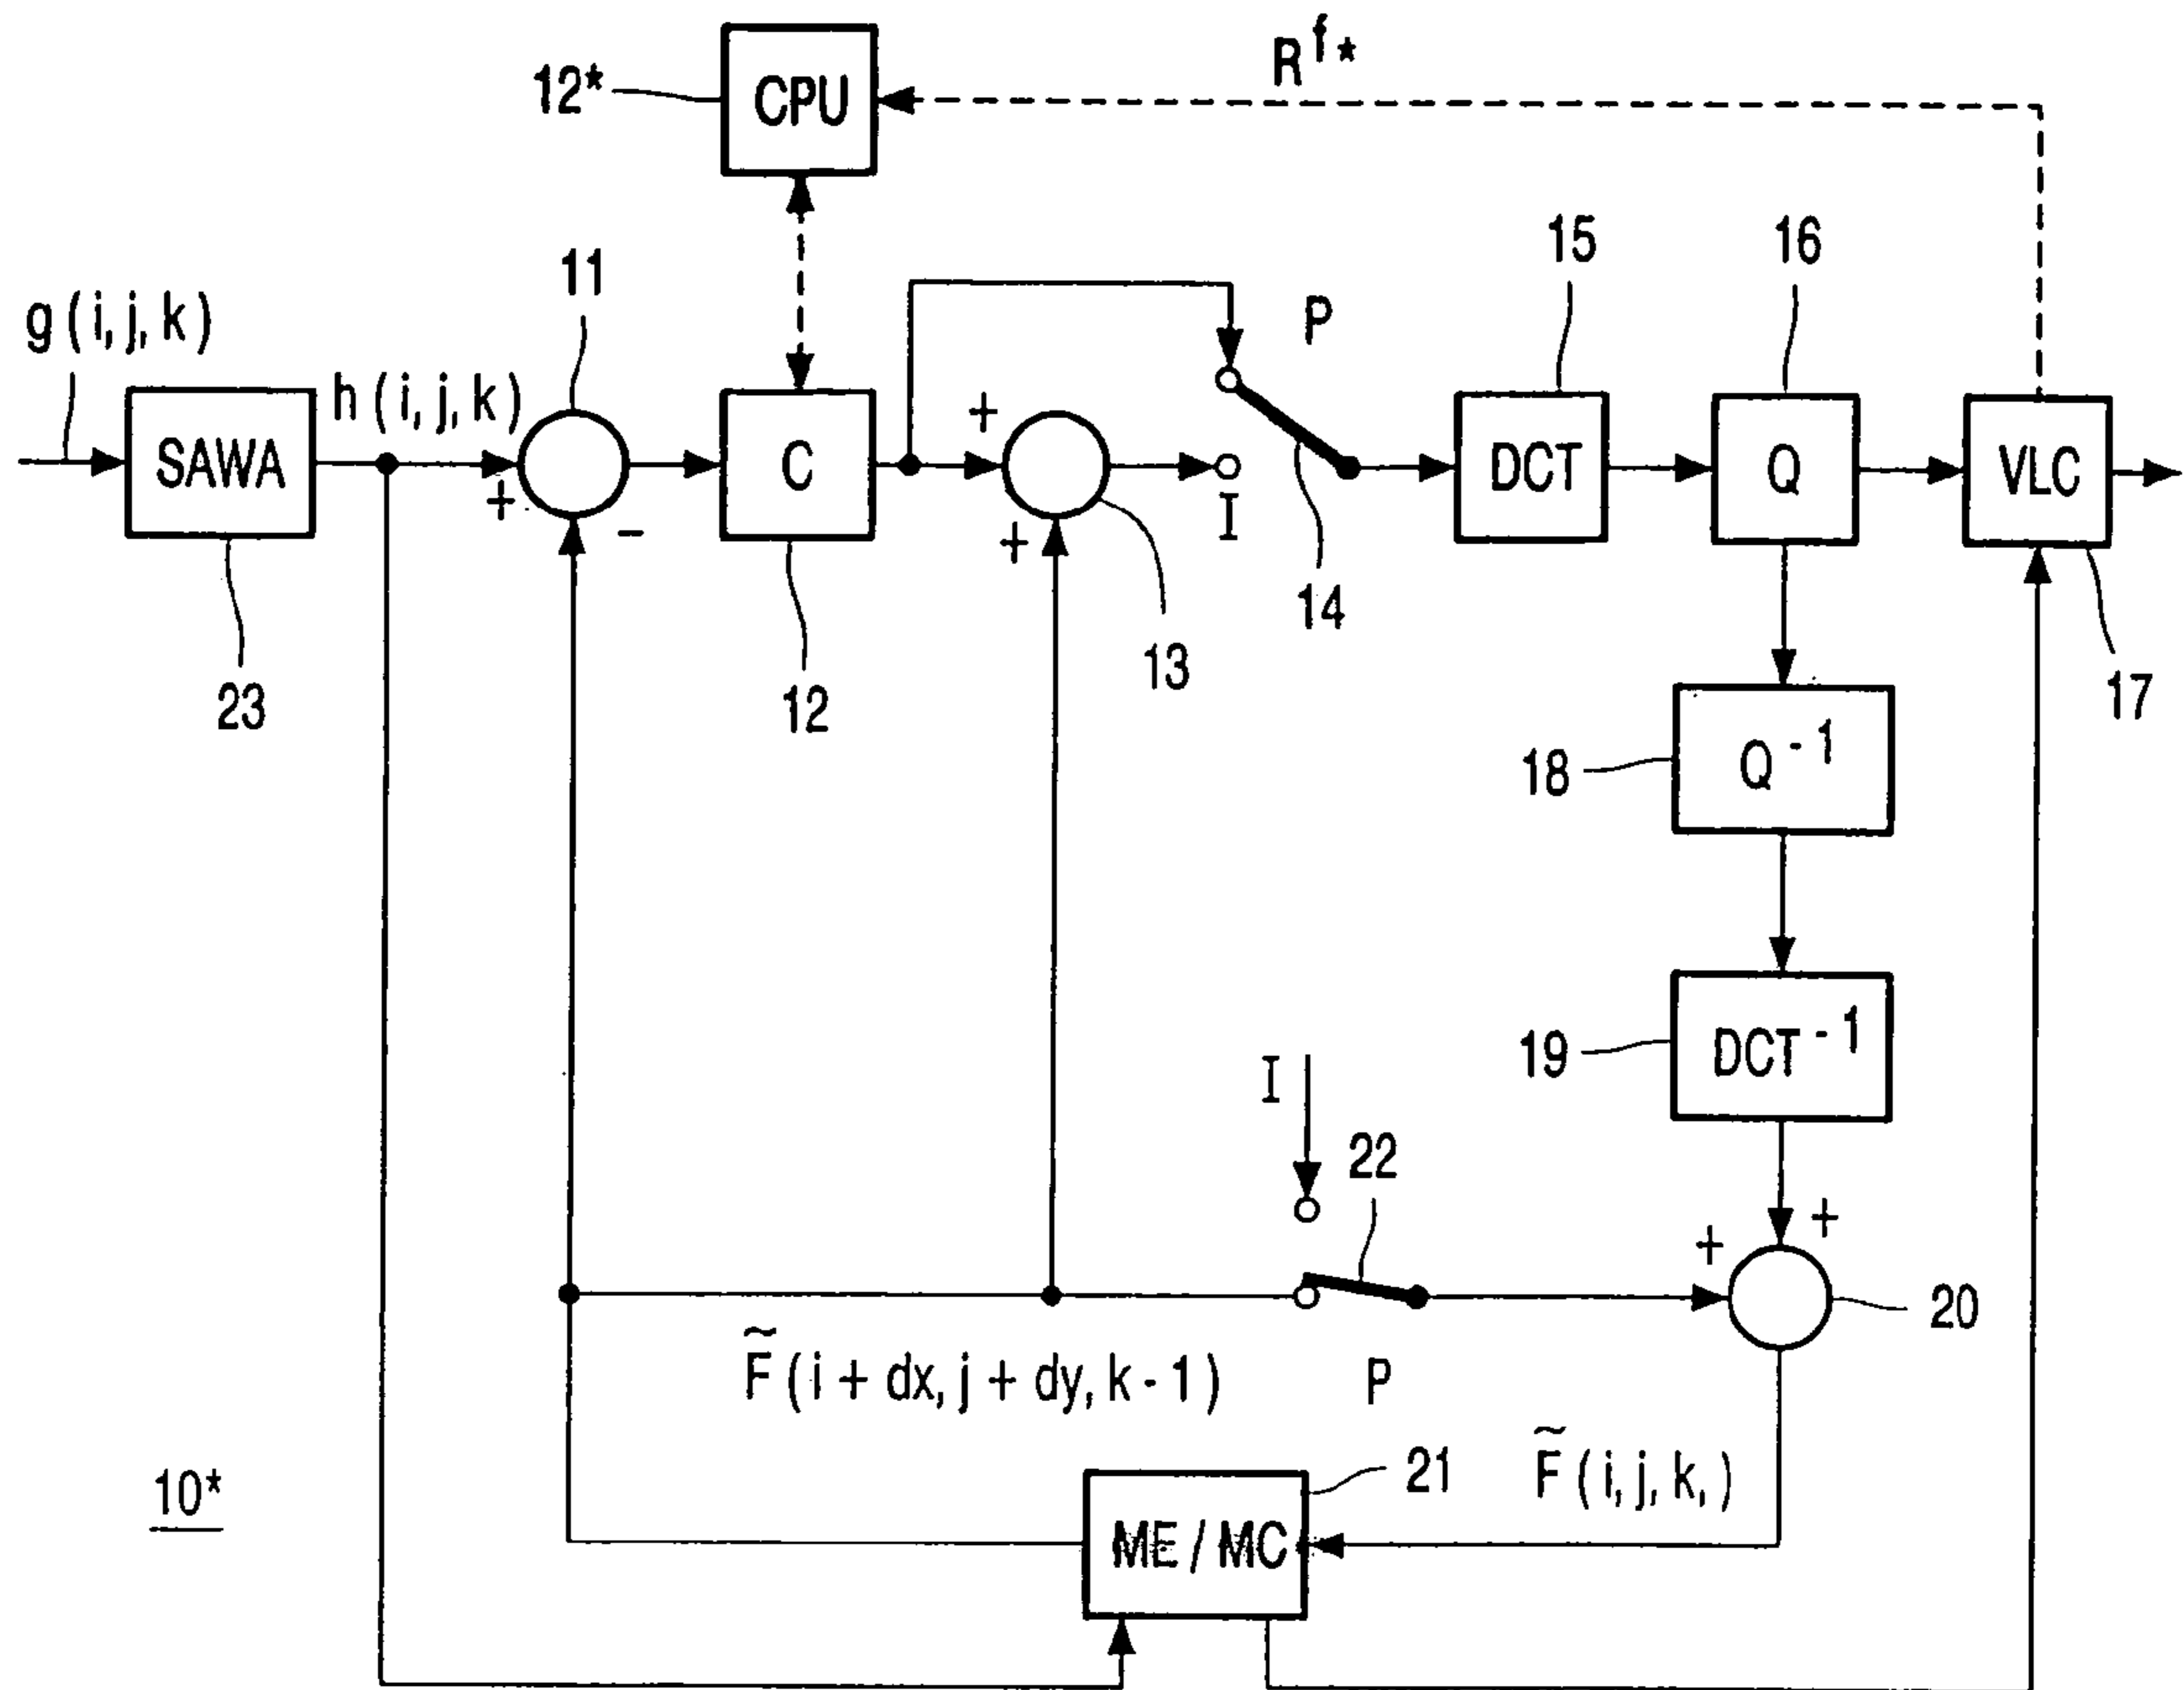 R^f*
12*
CPU
15
16
11
g(i,j,k)
P
h(i,j,k)
+
SAWA
C
DCT
Q
VLC
+
-
+
I
14
13
23
12
17
18
Q^-1
19
DCT^-1
I
22
+
+
20
F̃(i + dx, j + dy, k - 1)
P
21
F̃(i, j, k,)
10*
ME / MC